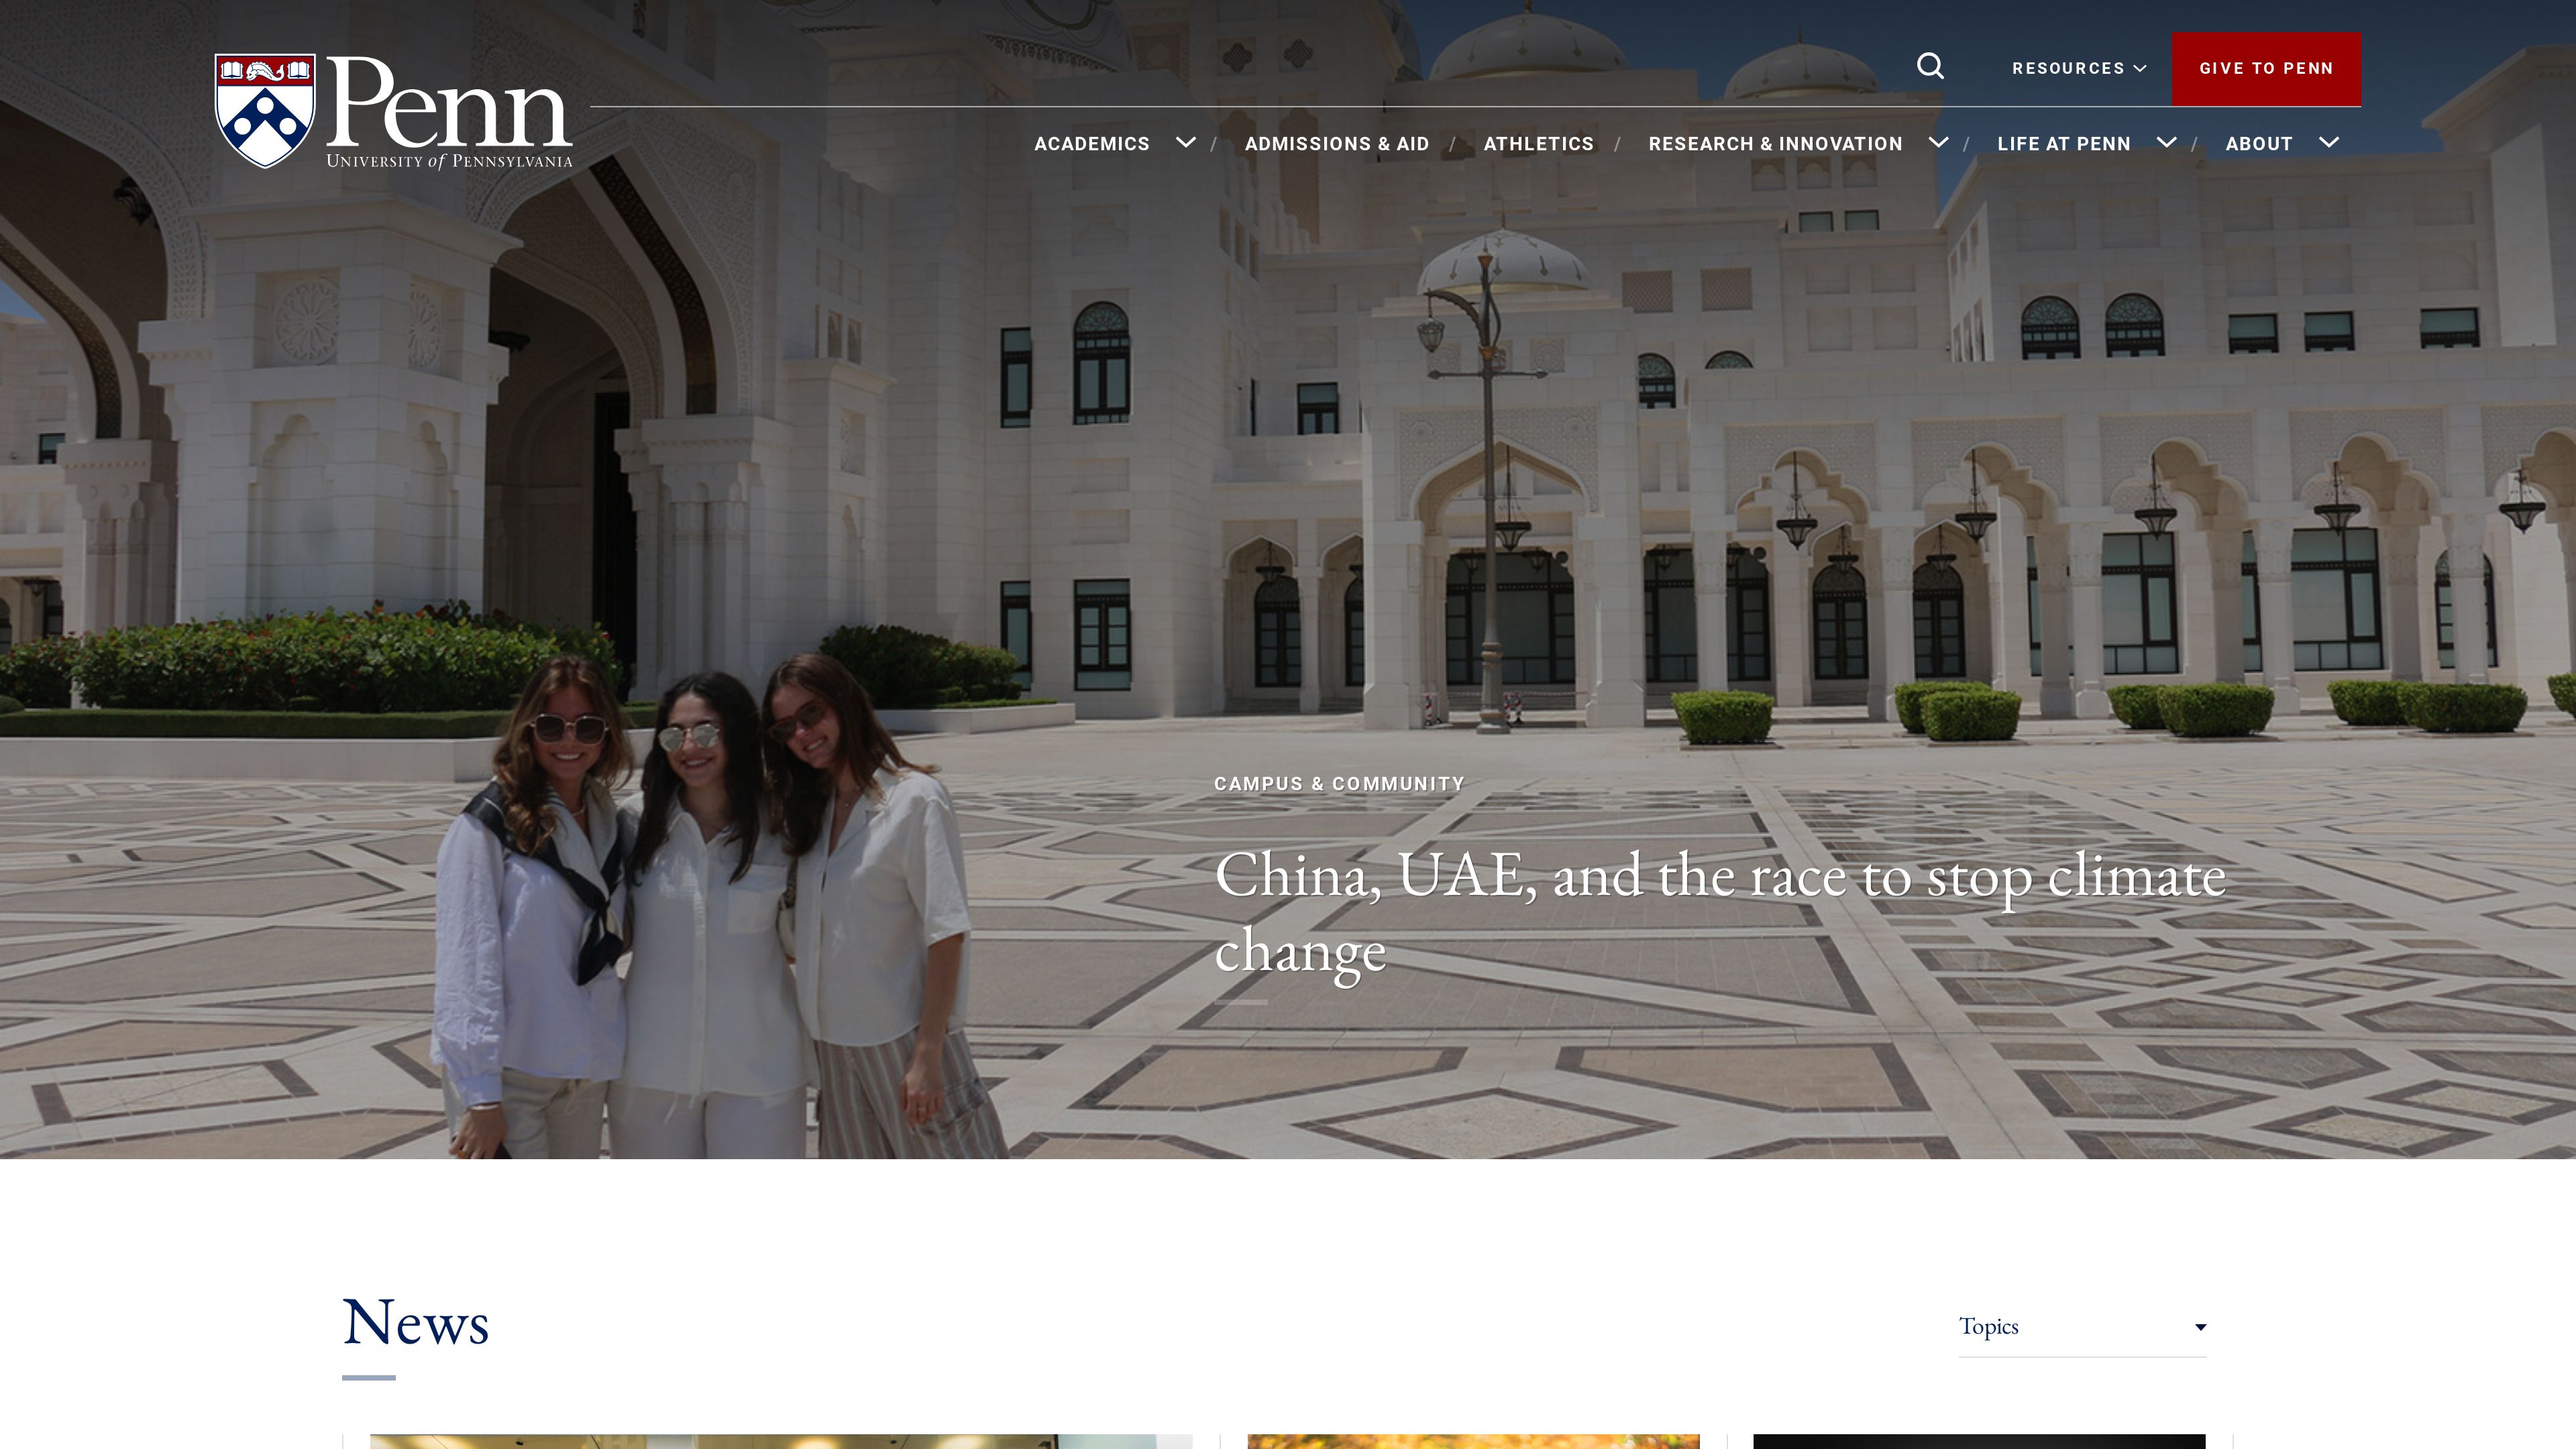 Penn
UNIVERSITY of PENNSYLVANIA
RESOURCES
GIVE TO PENN
ACADEMICS / ADMISSIONS & AID / ATHLETICS / RESEARCH & INNOVATION / LIFE AT PENN / ABOUT
CAMPUS & COMMUNITY
China, UAE, and the race to stop climate
change
News
Topics